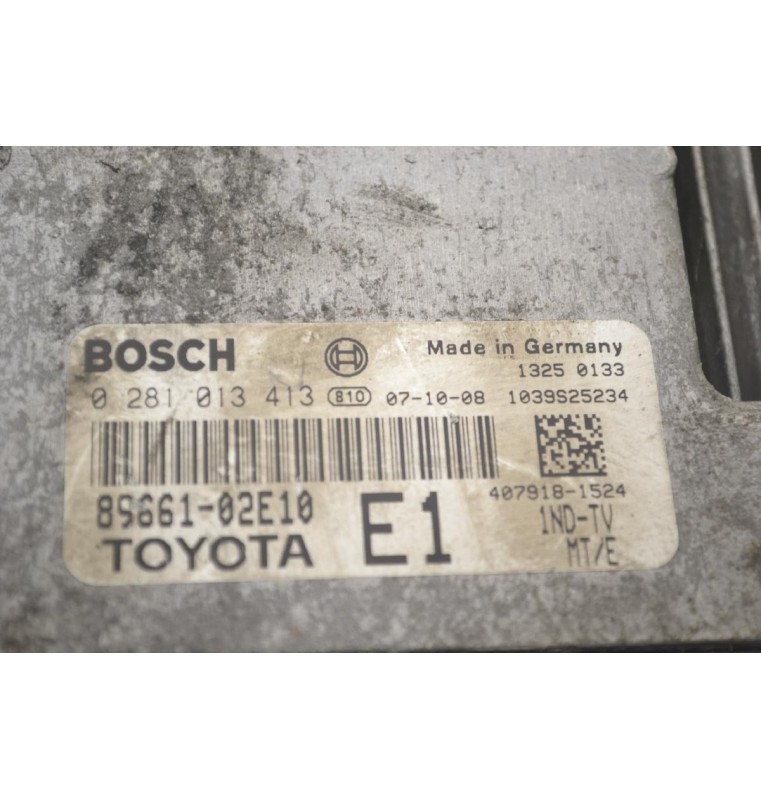 BOSCH Made in Germany
1325 0133
0 281 013 413 810 07-10-08 1039S25234
407918-1524
89661-02E10 E1 1ND-TV
TOYOTA MT/E